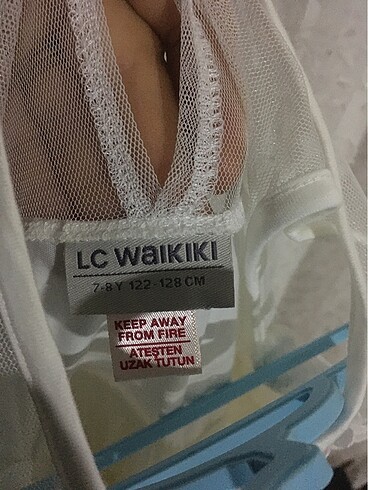 LC WaiKIKI
7-8 Y 122-128 CM
KEEP AWAY
FROM FIRE
ATEŞTEN
UZAK TUTUN